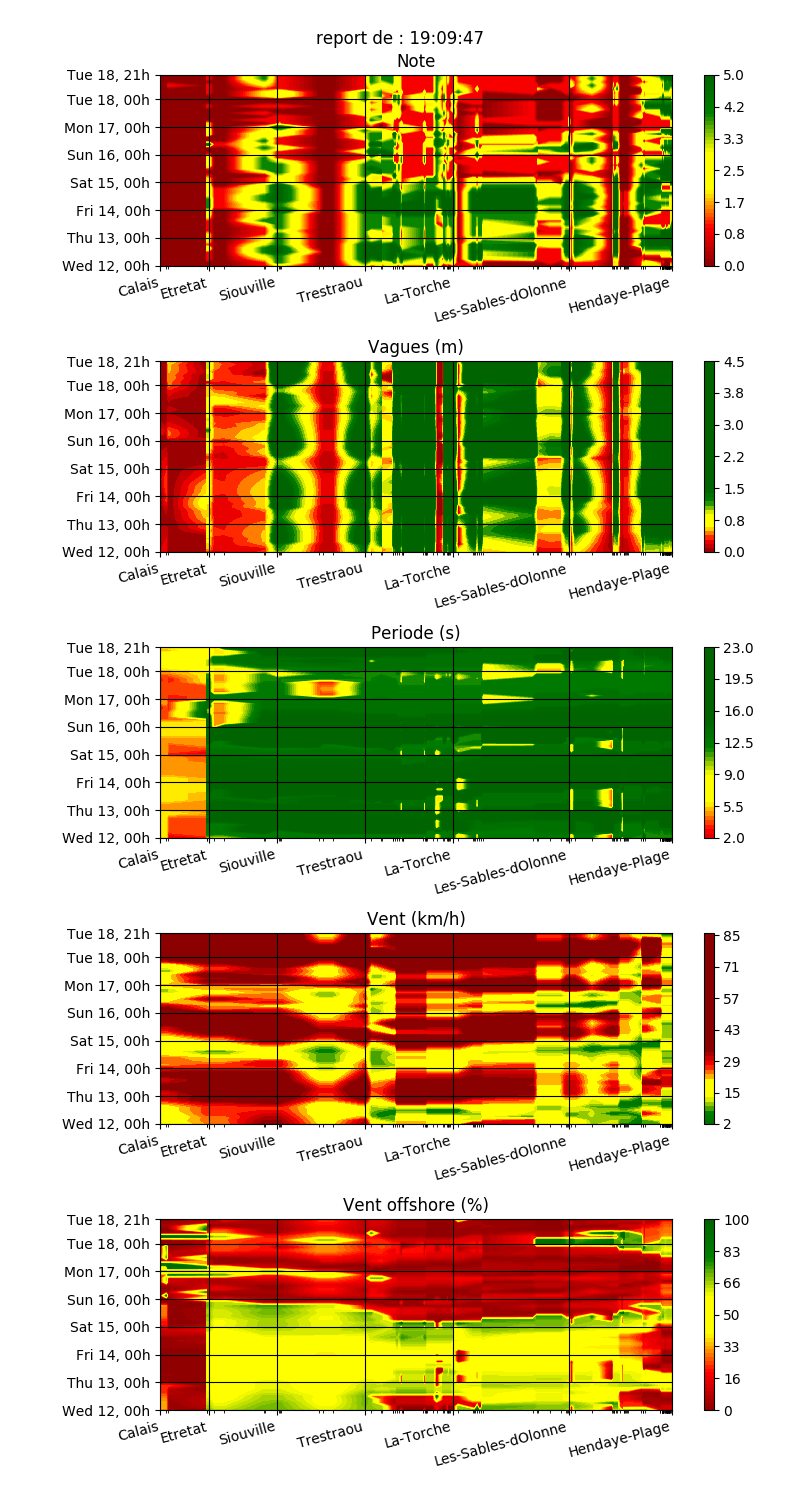 report de : 19:09:47
Note
Tue 18, 21h
Tue 18, 00h
Mon 17, 00h
Sun 16, 00h
Sat 15, 00h
Fri 14, 00h
Thu 13, 00h
Wed 12, 00h
Calais
Etretat
Siouville
Trestraou
La-Torche
Les-Sables-dOlonne
Hendaye-Plage
5.0
4.2
3.3
2.5
1.7
0.8
0.0
Vagues (m)
Tue 18, 21h
Tue 18, 00h
Mon 17, 00h
Sun 16, 00h
Sat 15, 00h
Fri 14, 00h
Thu 13, 00h
Wed 12, 00h
Calais
Etretat
Siouville
Trestraou
La-Torche
Les-Sables-dOlonne
Hendaye-Plage
4.5
3.8
3.0
2.2
1.5
0.8
0.0
Periode (s)
Tue 18, 21h
Tue 18, 00h
Mon 17, 00h
Sun 16, 00h
Sat 15, 00h
Fri 14, 00h
Thu 13, 00h
Wed 12, 00h
Calais
Etretat
Siouville
Trestraou
La-Torche
Les-Sables-dOlonne
Hendaye-Plage
23.0
19.5
16.0
12.5
9.0
5.5
2.0
Vent (km/h)
Tue 18, 21h
Tue 18, 00h
Mon 17, 00h
Sun 16, 00h
Sat 15, 00h
Fri 14, 00h
Thu 13, 00h
Wed 12, 00h
Calais
Etretat
Siouville
Trestraou
La-Torche
Les-Sables-dOlonne
Hendaye-Plage
85
71
57
43
29
15
2
Vent offshore (%)
Tue 18, 21h
Tue 18, 00h
Mon 17, 00h
Sun 16, 00h
Sat 15, 00h
Fri 14, 00h
Thu 13, 00h
Wed 12, 00h
Calais
Etretat
Siouville
Trestraou
La-Torche
Les-Sables-dOlonne
Hendaye-Plage
100
83
66
50
33
16
0